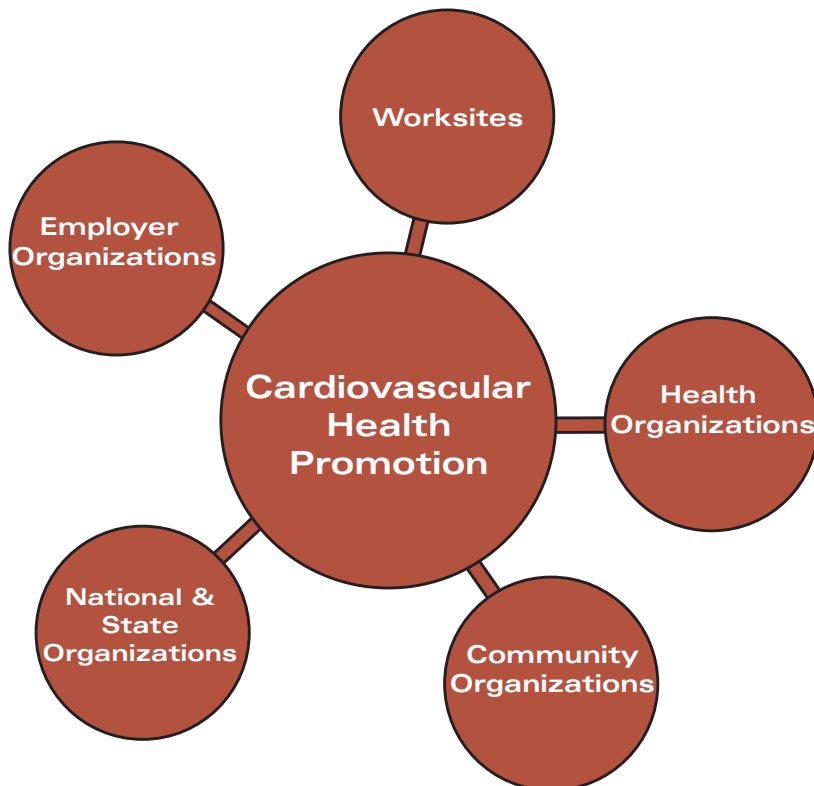 Worksites
Employer
Organizations
Cardiovascular
Health
Promotion
Health
Organizations
National &
State
Organizations
Community
Organizations